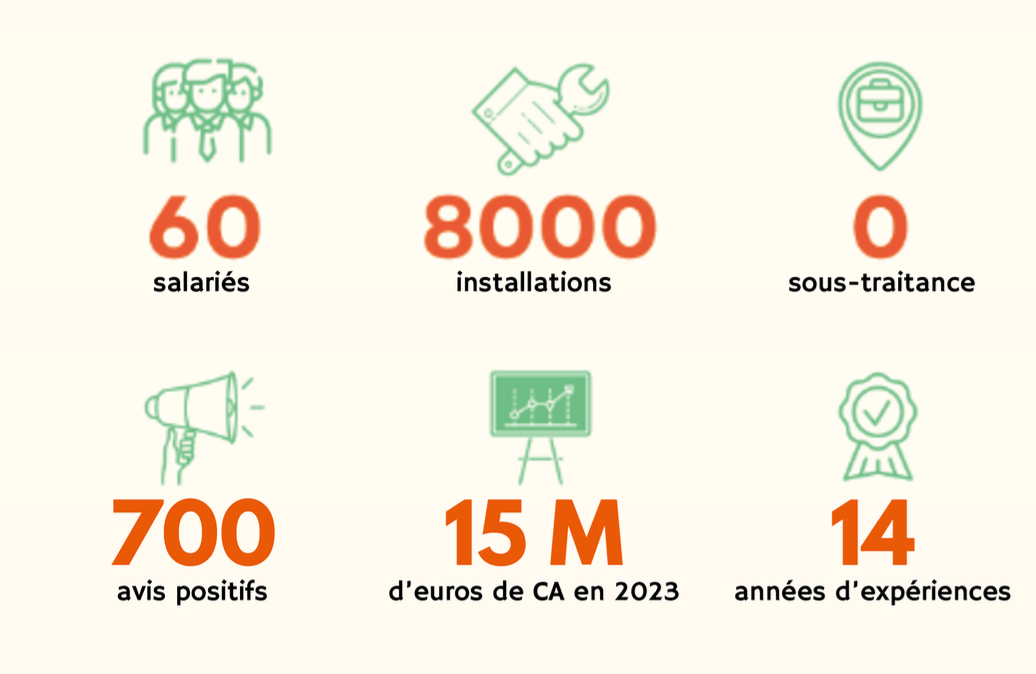 60
salariés
8000
installations
0
sous-traitance
700
avis positifs
15 M
d'euros de CA en 2023
14
années d'expériences